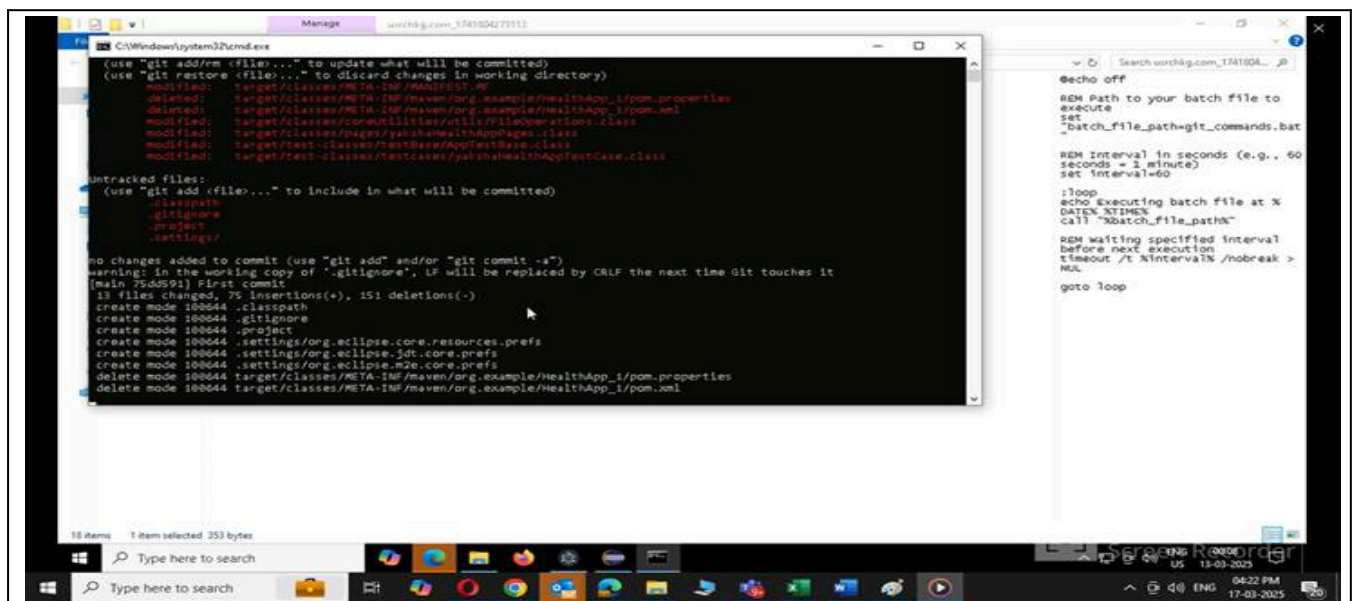 Manage
C:\Windows\system32\cmd.exe
(use "git add/rm <file>..." to update what will be committed)
(use "git restore <file>..." to discard changes in working directory)
modified: target/classes/META-INF/MANIFEST.MF
deleted: target/classes/META-INF/maven/org.example/HealthApp_1/pom.properties
deleted: target/classes/META-INF/maven/org.example/HealthApp_1/pom.xml
modified: target/classes/coreUtilities/utils/FileOperations.class
modified: target/classes/pages/yakshaHealthAppPages.class
modified: target/test-classes/testBase/AppTestBase.class
modified: target/test-classes/testcases/yakshaHealthAppTestCase.class
Untracked files:
(use "git add <file>..." to include in what will be committed)
.classpath
.gitignore
.project
.settings/
no changes added to commit (use "git add" and/or "git commit -a")
warning: in the working copy of '.gitignore', LF will be replaced by CRLF the next time Git touches it
[main 75dd591] First commit
13 files changed, 75 insertions(+), 151 deletions(-)
create mode 100644 .classpath
create mode 100644 .gitignore
create mode 100644 .project
create mode 100644 .settings/org.eclipse.core.resources.prefs
create mode 100644 .settings/org.eclipse.jdt.core.prefs
create mode 100644 .settings/org.eclipse.m2e.core.prefs
delete mode 100644 target/classes/META-INF/maven/org.example/HealthApp_1/pom.properties
delete mode 100644 target/classes/META-INF/maven/org.example/HealthApp_1/pom.xml
@echo off
REM Path to your batch file to
execute
set
"batch_file_path=git_commands.bat
"
REM Interval in seconds (e.g., 60
seconds = 1 minute)
set interval=60
:loop
echo Executing batch file at %
DATE% %TIME%
call "%batch_file_path%"
REM Waiting specified interval
before next execution
timeout /t %interval% /nobreak >
NUL
goto loop
18 items 1 item selected 353 bytes
Type here to search
ENG
US
13-03-2025
Screen Recorder
Type here to search
ENG
04:22 PM
17-03-2025
20